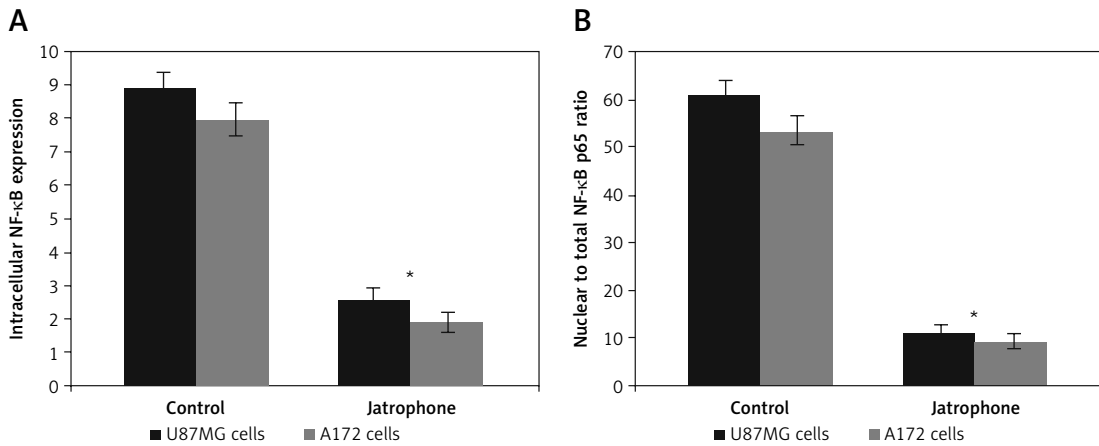 A
Intracellular NF-κB expression
10
9
8
7
6
5
4
3
2
1
0
*
Control Jatrophone
U87MG cells A172 cells
B
Nuclear to total NF-κB p65 ratio
70
60
50
40
30
20
10
0
*
Control Jatrophone
U87MG cells A172 cells